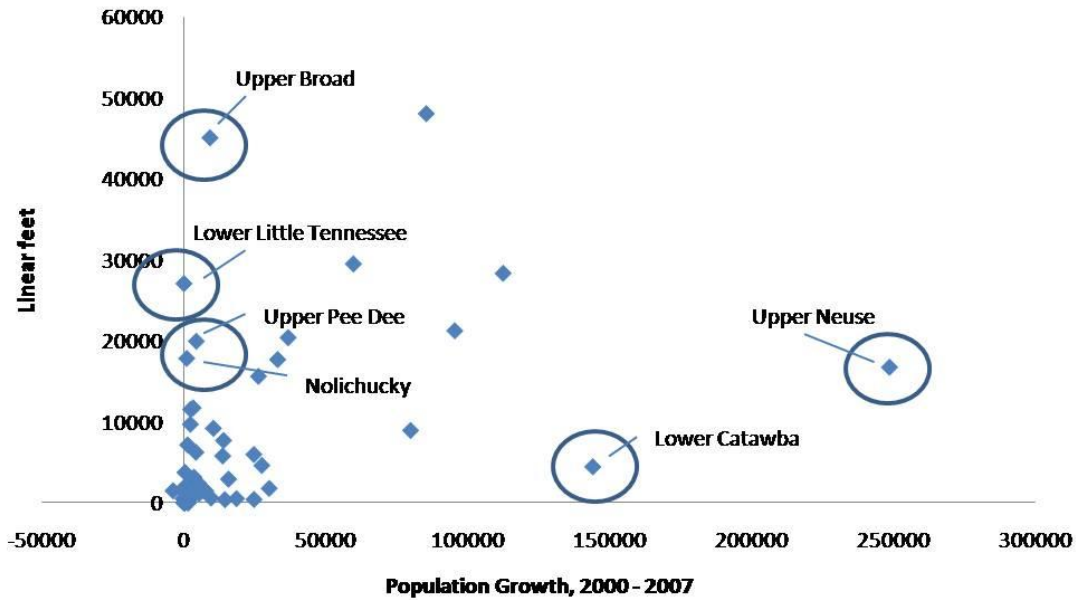 60000
Upper Broad
50000
40000
Lower Little Tennessee
30000
Upper Pee Dee
Upper Neuse
20000
Nolichucky
10000
Lower Catawba
0
Linear feet
-50000 0 50000 100000 150000 200000 250000 300000
Population Growth, 2000 - 2007